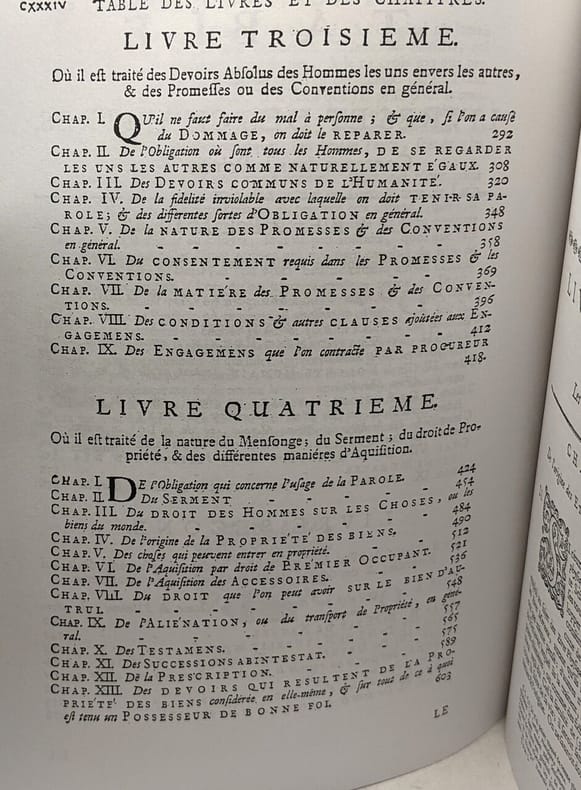 CXXXIV TABLE DES LIVRES ET DES CHAPITRES.
LIVRE TROISIEME.
Où il est traité des Devoirs Absolus des Hommes les uns envers les autres,
& des Promesses ou des Conventions en général.
CHAP. I. QU'il ne faut faire du mal à personne ; & que, si l'on a causé
du DOMMAGE, on doit le REPARER. 292
CHAP. II. De l'Obligation où sont tous les Hommes, DE SE REGARDER
LES UNS LES AUTRES COMME NATURELLEMENT ÉGAUX. 308
CHAP. III. Des DEVOIRS COMMUNS DE L'HUMANITÉ. 320
CHAP. IV. De la fidelité inviolable avec laquelle on doit TENIR SA PA-
ROLE; & des differentes sortes d'OBLIGATION en général. 348
CHAP. V. De la NATURE DES PROMESSES & des CONVENTIONS
en général. - - - - - - - - 358
CHAP. VI. Du CONSENTEMENT requis dans les PROMESSES & les
CONVENTIONS. - - - - - - 369
CHAP. VII. De la MATIÉRE des PROMESSES & des CONVEN-
TIONS. - - - - - - - - 396
CHAP. VIII. Des CONDITIONS & autres CLAUSES ajoûtées aux EN-
GAGEMENS. - - - - - - - 412
CHAP. IX. Des ENGAGEMENS que l'on contracte PAR PROCUREUR
418.
LIVRE QUATRIEME.
Où il est traité de la nature du Mensonge; du Serment; du droit de Pro-
priété, & des différentes maniéres d'Aquisition.
CHAP. I. DE l'Obligation qui concerne l'usage de la PAROLE. 424
CHAP. II. Du SERMENT - - - - - 454
CHAP. III. DU DROIT DES HOMMES SUR LES CHOSES, ou les
biens du monde. - - - - - - - 484
CHAP. IV. De l'origine de la PROPRIÉTÉ DES BIENS. 490
CHAP. V. Des choses qui peuvent entrer en propriété. - - 512
CHAP. VI. De l'Aquisition par droit de PRÉMIER OCCUPANT. 521
CHAP. VII. De l'Aquisition des ACCESSOIRES. - - - 536
CHAP. VIII. DU DROIT que l'on peut avoir SUR LE BIEN D'AU-
TRUI. - - - - - - - - 548
CHAP. IX. De L'ALIÉNATION, ou du transport de Propriété, en géné-
ral. - - - - - - - - 557
CHAP. X. Des TESTAMENS. - - - - - 565
CHAP. XI. Des SUCCESSIONS ABINTESTAT. - - - 575
CHAP. XII. De la PRESCRIPTION. - - - - 589
CHAP. XIII. Des DEVOIRS QUI RESULTENT DE LA PRO-
PRIETÉ DES BIENS considérée en elle-même, & sur tout de ce à quoi
est tenu un POSSESSEUR DE BONNE FOI. 603
LE